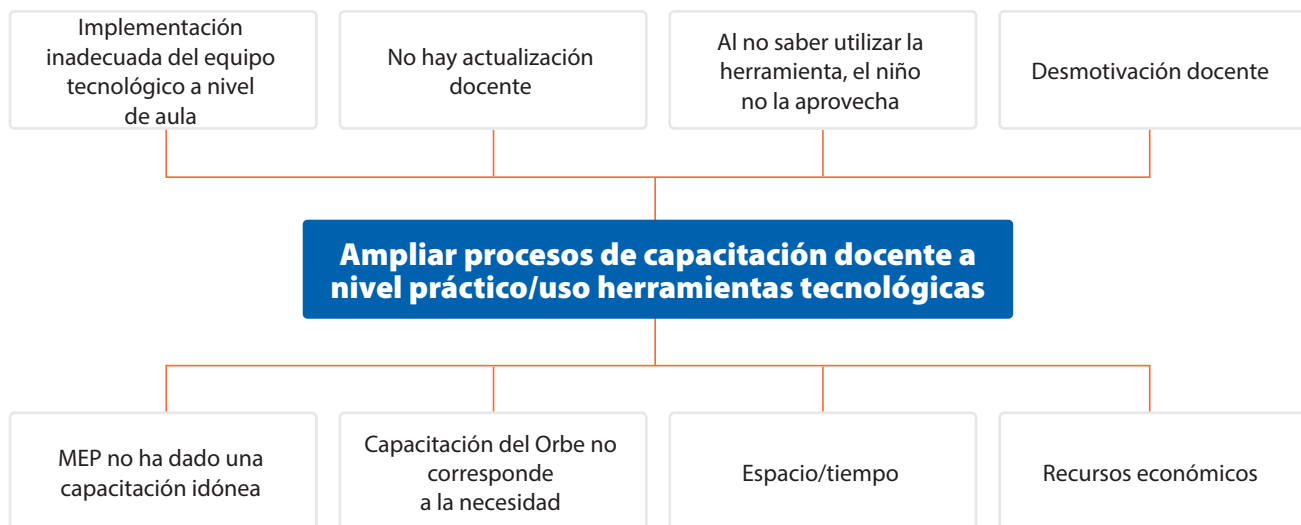 Implementación
inadecuada del equipo
tecnológico a nivel
de aula
No hay actualización
docente
Al no saber utilizar la
herramienta, el niño
no la aprovecha
Desmotivación docente
Ampliar procesos de capacitación docente a
nivel práctico/uso herramientas tecnológicas
MEP no ha dado una
capacitación idónea
Capacitación del Orbe no
corresponde
a la necesidad
Espacio/tiempo
Recursos económicos